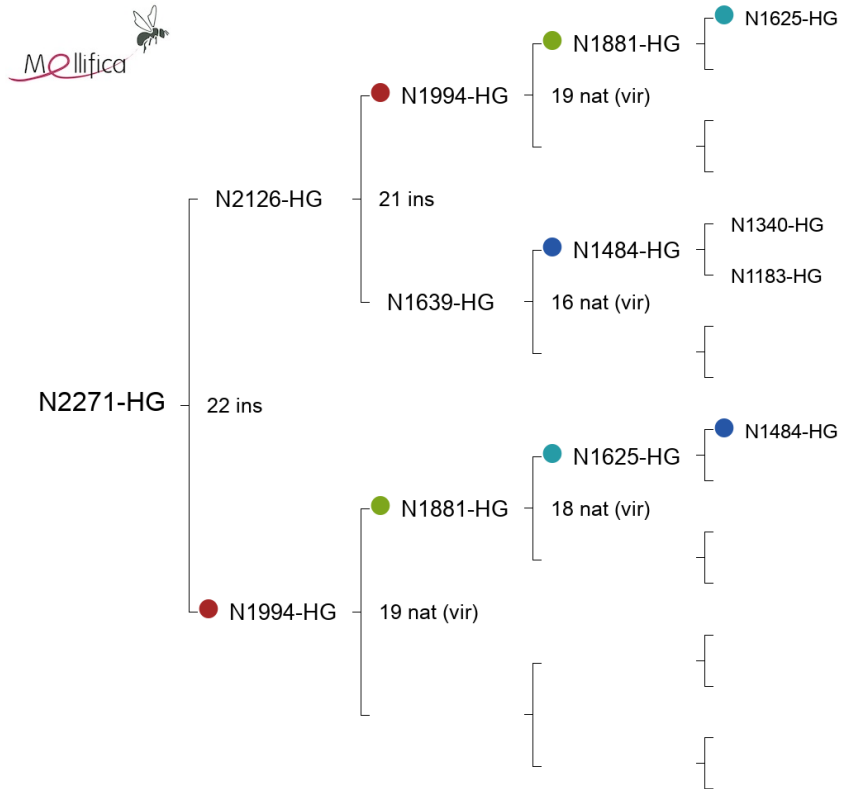 Mellifica
N1625-HG
N1881-HG
N1994-HG
19 nat (vir)
N2126-HG
21 ins
N1340-HG
N1484-HG
N1183-HG
N1639-HG
16 nat (vir)
N2271-HG
22 ins
N1484-HG
N1625-HG
N1881-HG
18 nat (vir)
N1994-HG
19 nat (vir)